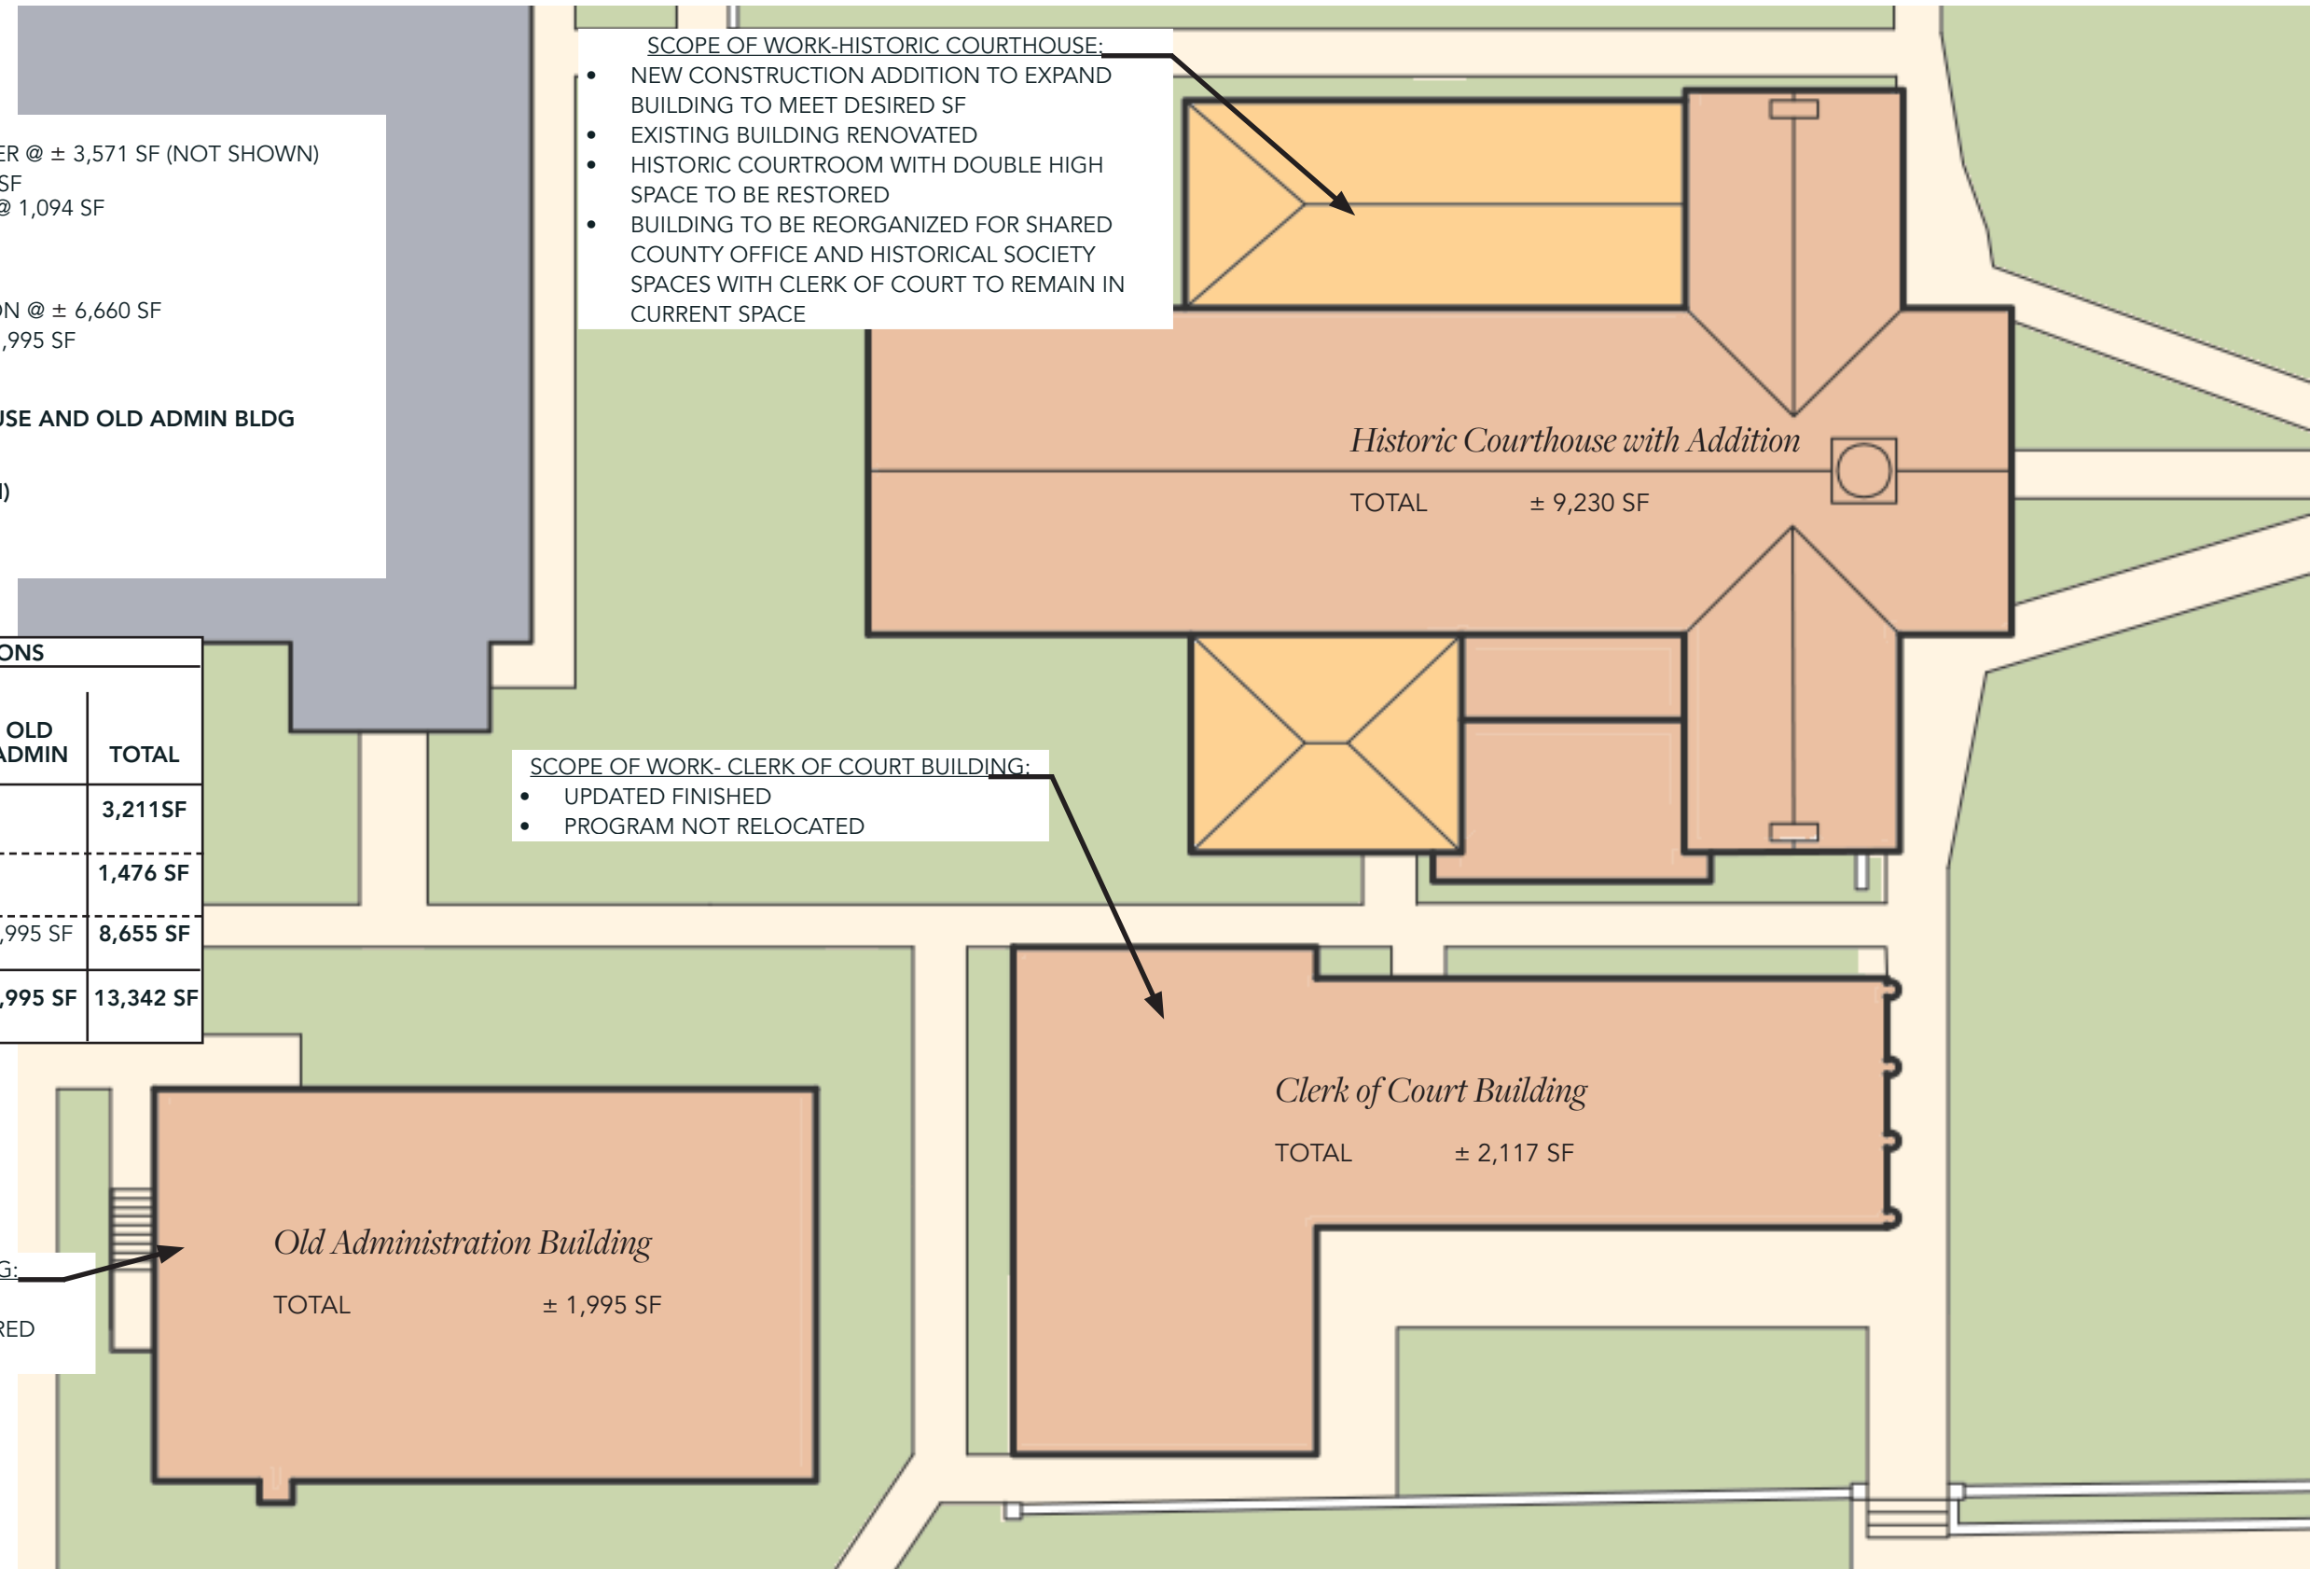 SCOPE OF WORK-HISTORIC COURTHOUSE:
• NEW CONSTRUCTION ADDITION TO EXPAND
BUILDING TO MEET DESIRED SF
• EXISTING BUILDING RENOVATED
• HISTORIC COURTROOM WITH DOUBLE HIGH
SPACE TO BE RESTORED
• BUILDING TO BE REORGANIZED FOR SHARED
COUNTY OFFICE AND HISTORICAL SOCIETY
SPACES WITH CLERK OF COURT TO REMAIN IN
CURRENT SPACE
@ ± 3,571 SF (NOT SHOWN)
SF
@ 1,094 SF
@ ± 6,660 SF
,995 SF
AND OLD ADMIN BLDG
Historic Courthouse with Addition
TOTAL ± 9,230 SF
OLD
ADMIN TOTAL
3,211SF
1,476 SF
,995 SF 8,655 SF
,995 SF 13,342 SF
SCOPE OF WORK- CLERK OF COURT BUILDING:
• UPDATED FINISHED
• PROGRAM NOT RELOCATED
Clerk of Court Building
TOTAL ± 2,117 SF
Old Administration Building
TOTAL ± 1,995 SF